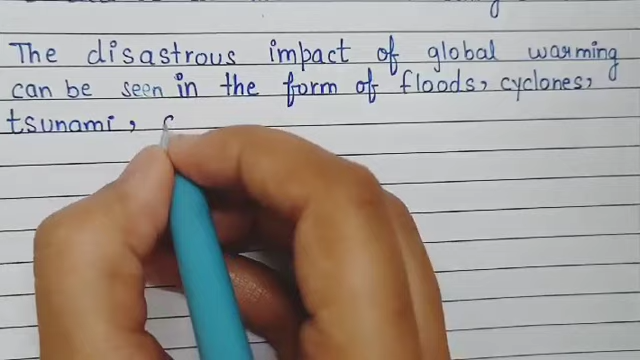 The disastrous impact of global warming
can be seen in the form of floods, cyclones,
tsunami,